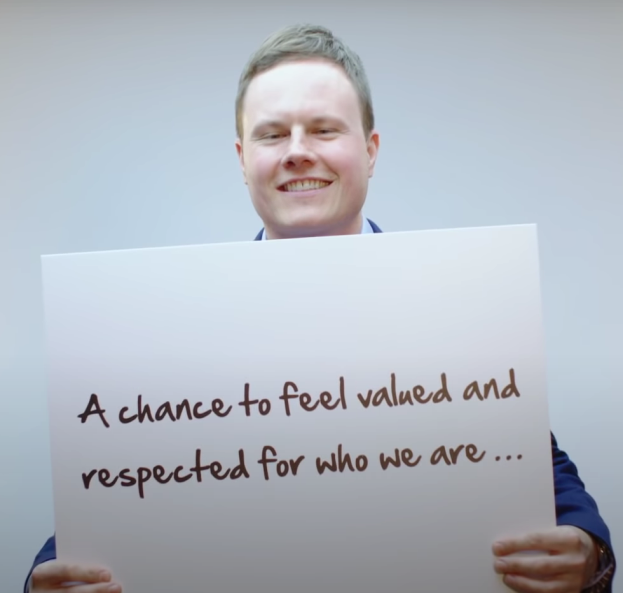 A chance to feel valued and
respected for who we are ...